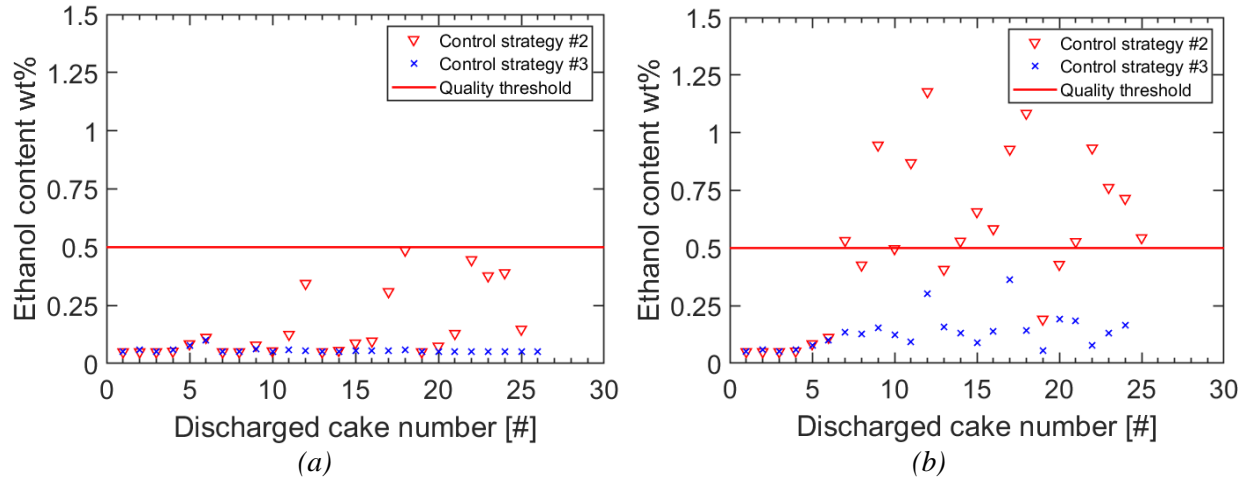 1.5
1.25
1
0.75
0.5
0.25
0
Ethanol content wt%
Control strategy #2
Control strategy #3
Quality threshold
0 5 10 15 20 25 30
Discharged cake number [#]
(a)
1.5
1.25
1
0.75
0.5
0.25
0
Ethanol content wt%
Control strategy #2
Control strategy #3
Quality threshold
0 5 10 15 20 25 30
Discharged cake number [#]
(b)